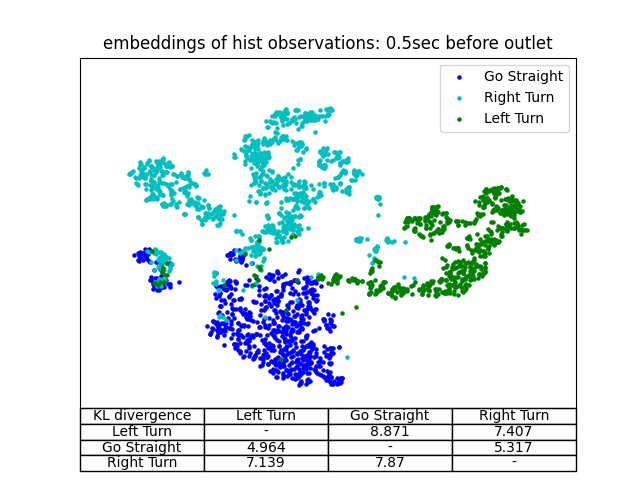 embeddings of hist observations: 0.5sec before outlet
Go Straight
Right Turn
Left Turn
KL divergence Left Turn Go Straight Right Turn
Left Turn - 8.871 7.407
Go Straight 4.964 - 5.317
Right Turn 7.139 7.87 -